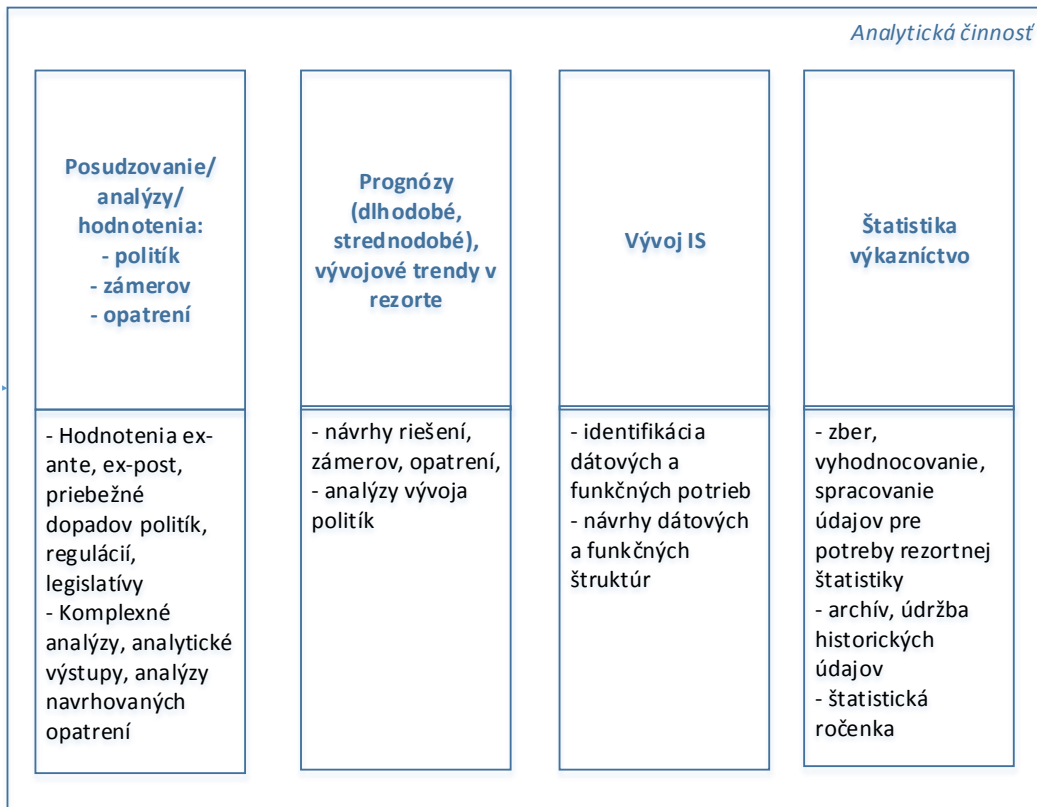 Analytická činnosť
Posudzovanie/
analýzy/
hodnotenia:
- politík
- zámerov
- opatrení
- Hodnotenia ex-
ante, ex-post,
priebežné
dopadov politík,
regulácií,
legislatívy
- Komplexné
analýzy, analytické
výstupy, analýzy
navrhovaných
opatrení
Prognózy
(dlhodobé,
strednodobé),
vývojové trendy v
rezorte
- návrhy riešení,
zámerov, opatrení,
- analýzy vývoja
politík
Vývoj IS
- identifikácia
dátových a
funkčných potrieb
- návrhy dátových
a funkčných
štruktúr
Štatistika
výkazníctvo
- zber,
vyhodnocovanie,
spracovanie
údajov pre
potreby rezortnej
štatistiky
- archív, údržba
historických
údajov
- štatistická
ročenka